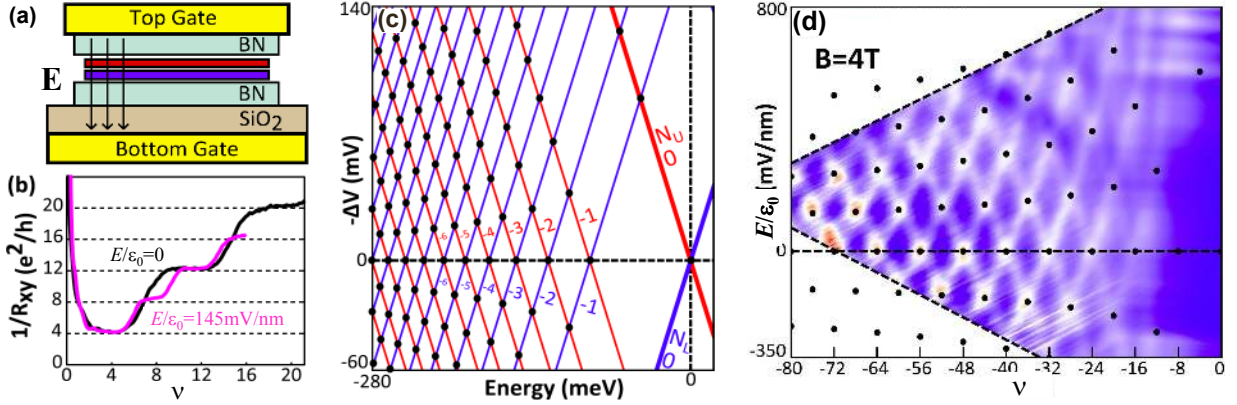 (a)
Top Gate
BN
E
BN
SiO2
Bottom Gate
(b)
1/RXY (e²/h)
20
16
12
8
4
0
E/ε0=0
E/ε0=145mV/nm
0 4 8 12 16 20
ν
(c)
-ΔV (mV)
140
0
-60
NU
0
-6 -5 -4 -3 -2 -1
-6 -5 -4 -3 -2 -1
NL
0
-280 0
Energy (meV)
(d)
B=4T
E/ε0 (mV/nm)
800
0
-350
-80 -72 -64 -56 -48 -40 -32 -24 -16 -8 0
ν